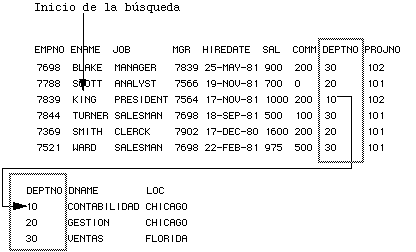 Inicio de la búsqueda
EMPNO ENAME JOB MGR HIREDATE SAL COMM DEPTNO PROJNO
7698 BLAKE MANAGER 7839 25-MAY-81 900 200 30 102
7788 SCOTT ANALYST 7566 19-NOV-81 700 0 20 101
7839 KING PRESIDENT 7564 17-NOV-81 1000 200 10 102
7844 TURNER SALESMAN 7698 18-SEP-81 500 100 30 101
7369 SMITH CLERCK 7902 17-DEC-80 1600 200 20 101
7521 WARD SALESMAN 7698 22-FEB-81 975 500 30 101
DEPTNO DNAME LOC
10 CONTABILIDAD CHICAGO
20 GESTION CHICAGO
30 VENTAS FLORIDA